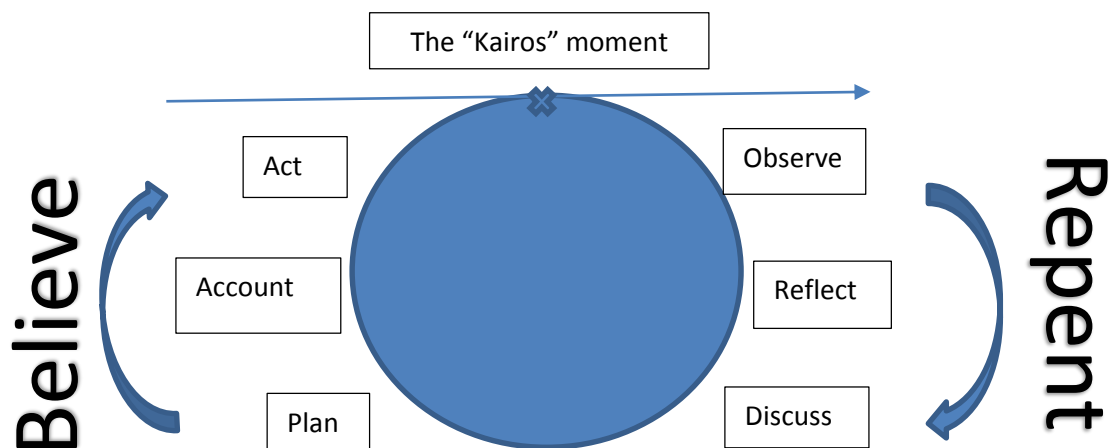 The “Kairos” moment
Act
Observe
Believe
Repent
Account
Reflect
Plan
Discuss